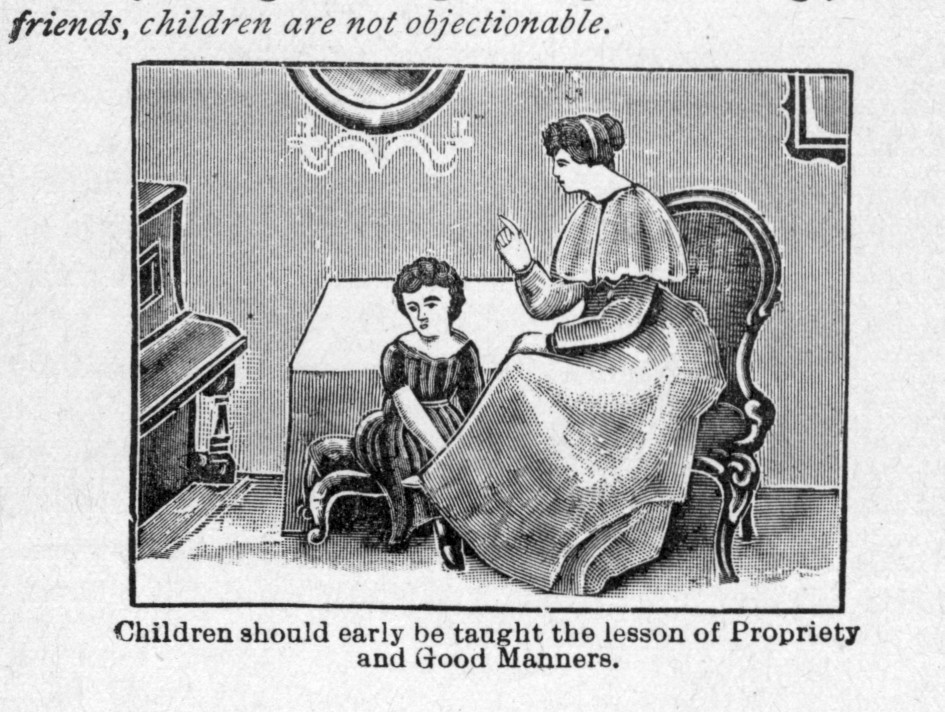 friends, children are not objectionable.
Children should early be taught the lesson of Propriety
and Good Manners.